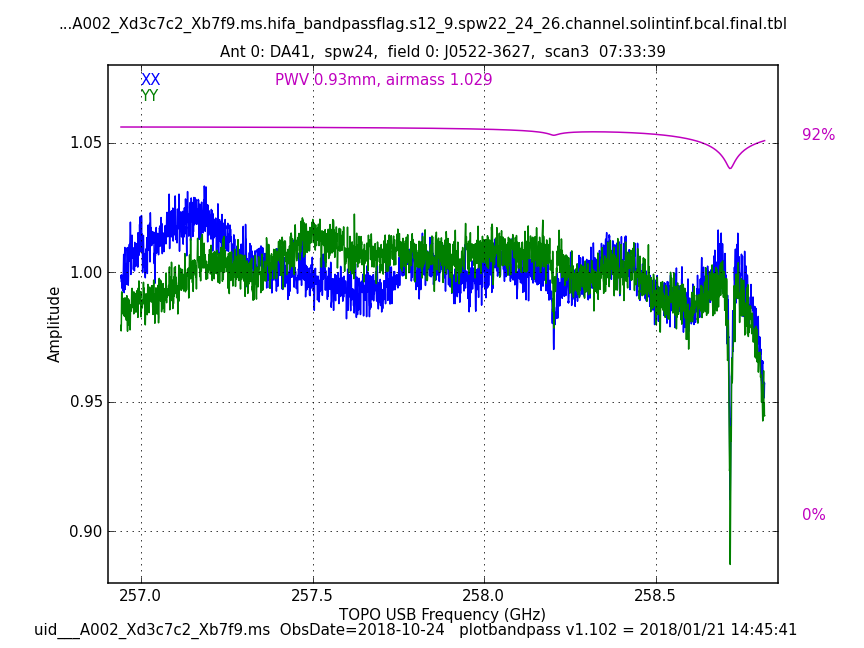 ...A002_Xd3c7c2_Xb7f9.ms.hifa_bandpassflag.s12_9.spw22_24_26.channel.solintinf.bcal.final.tbl
Ant 0: DA41,  spw24,  field 0: J0522-3627,  scan3  07:33:39
XX
YY
PWV 0.93mm, airmass 1.029
92%
0%
1.05
1.00
0.95
0.90
Amplitude
257.0
257.5
258.0
258.5
TOPO USB Frequency (GHz)
uid___A002_Xd3c7c2_Xb7f9.ms  ObsDate=2018-10-24   plotbandpass v1.102 = 2018/01/21 14:45:41